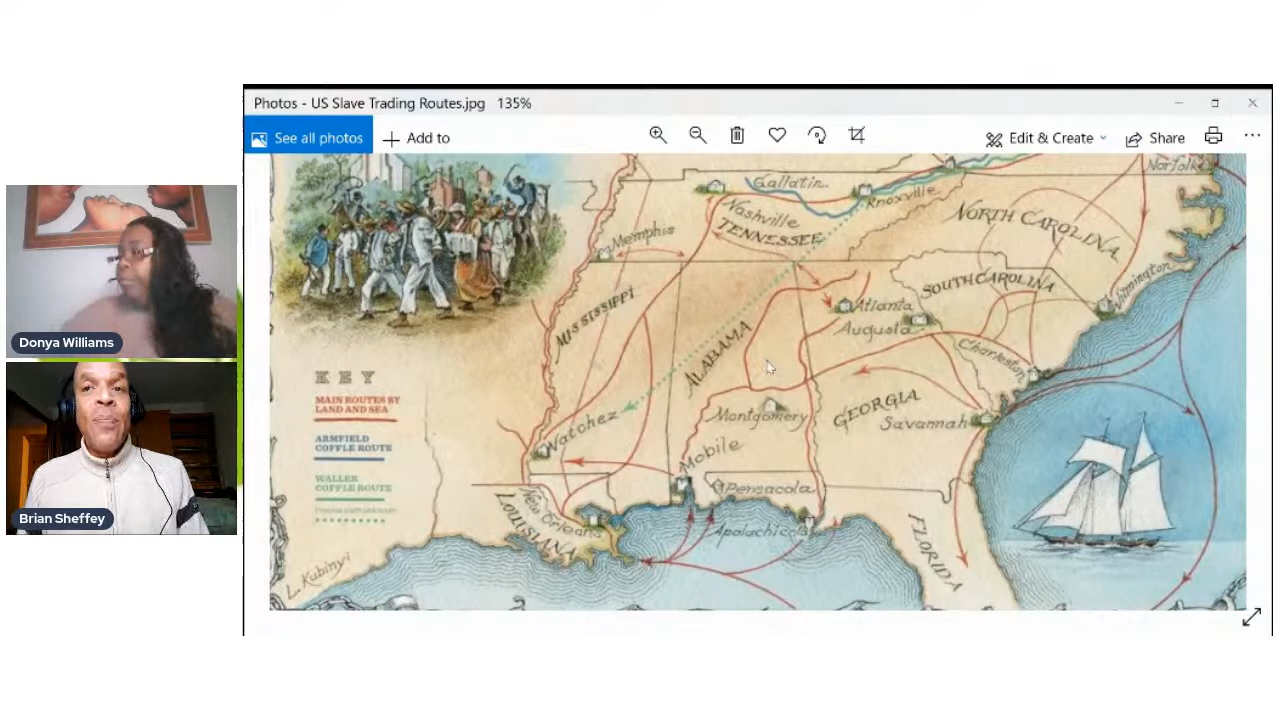 Photos - US Slave Trading Routes.jpg 135%
See all photos
Add to
Edit & Create
Share
Gallatin
Knoxville
Norfolk
Nashville
TENNESSEE
NORTH CAROLINA
Memphis
MISSISSIPPI
SOUTH CAROLINA
Wilmington
Atlanta
Augusta
ALABAMA
Charleston
KEY
MAIN ROUTES BY
LAND AND SEA
ARMFIELD
COFFLE ROUTE
WALLER
COFFLE ROUTE
Natchez
Montgomery
GEORGIA
Savannah
Mobile
Pensacola
New Orleans
LOUISIANA
Apalachicola
FLORIDA
L. Kubinyi
Donya Williams
Brian Sheffey